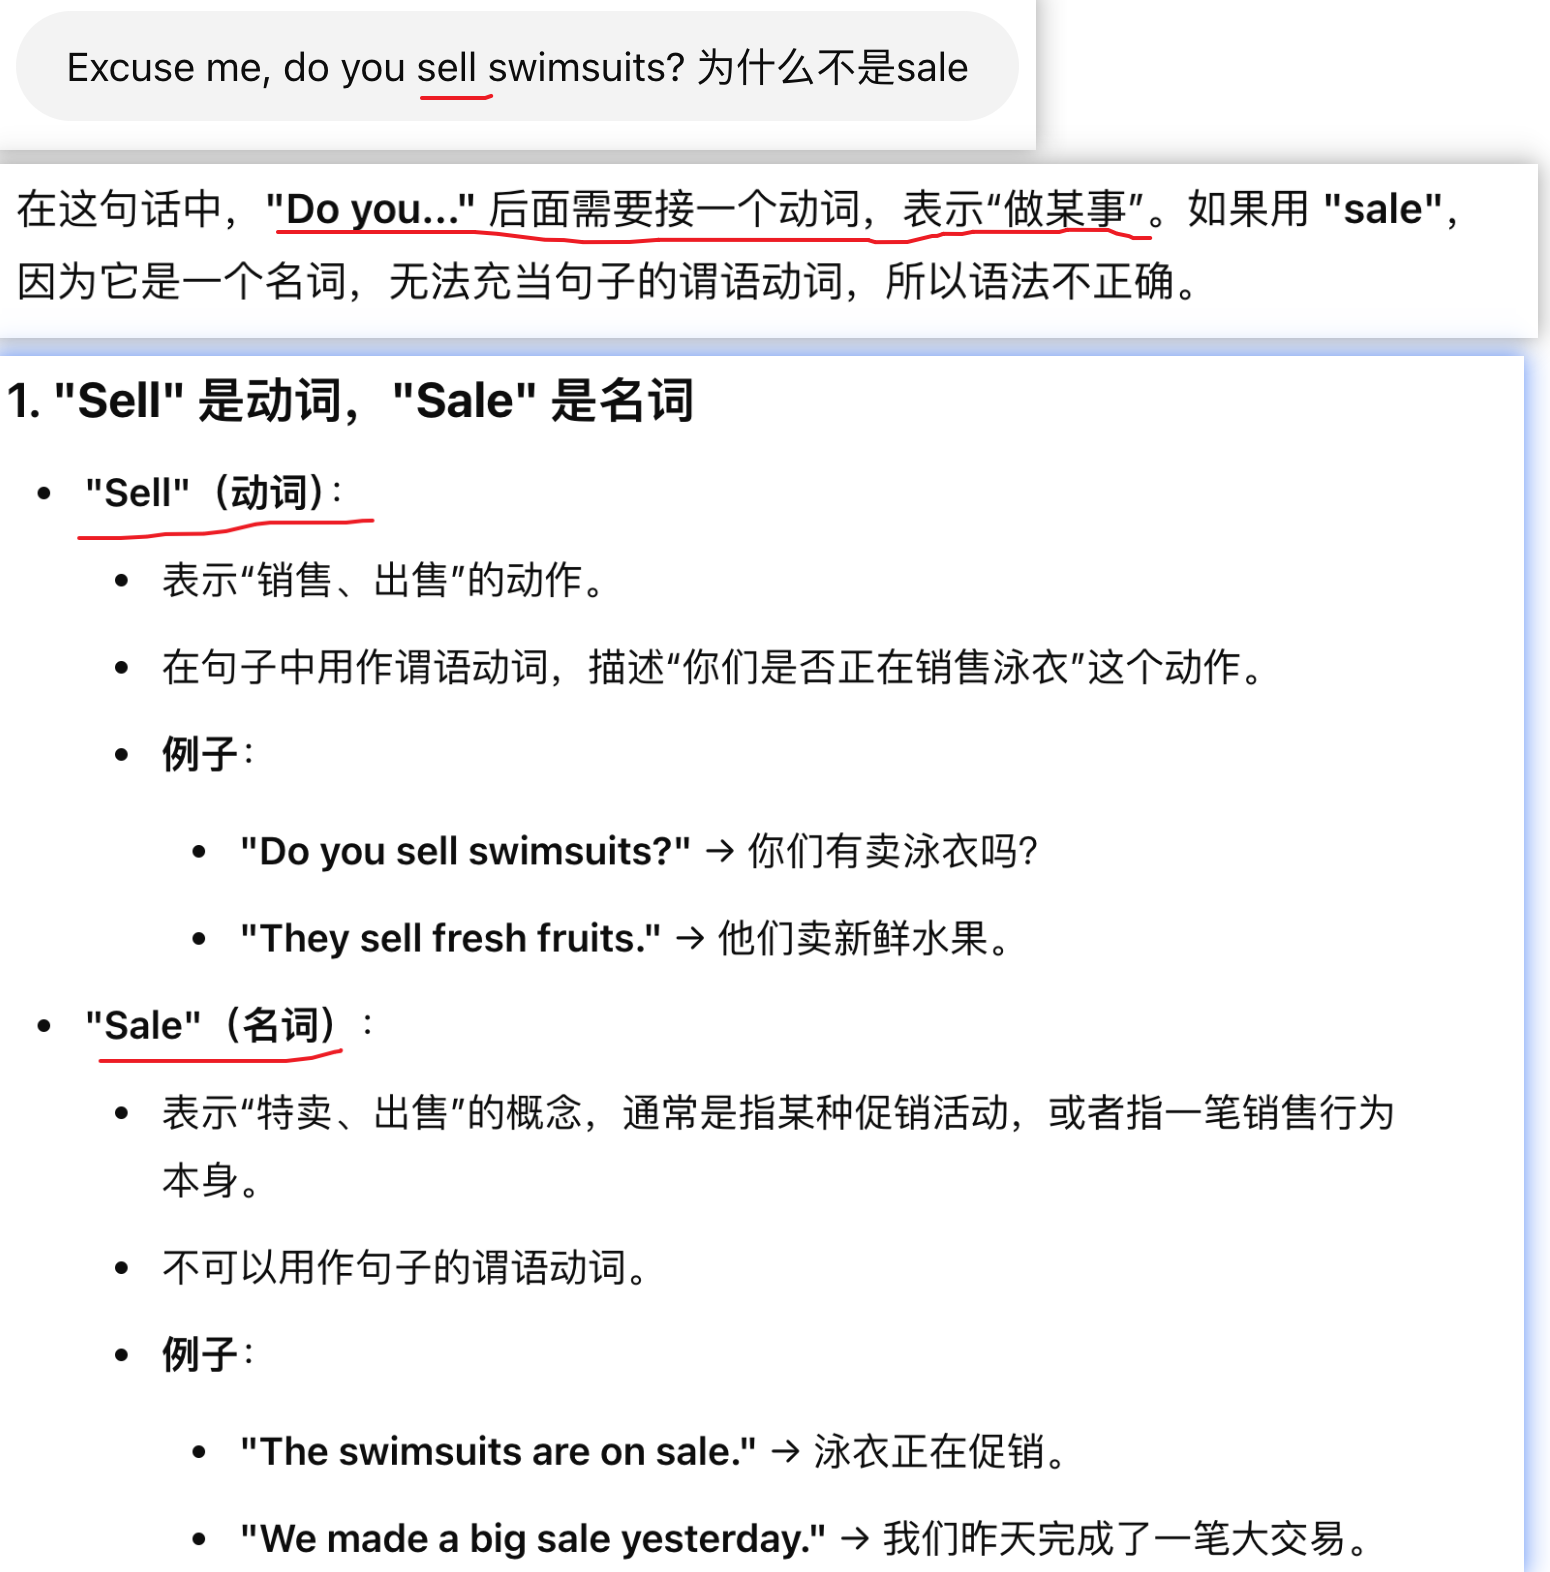 Excuse me, do you sell swimsuits? 为什么不是sale
在这句话中，"Do you..." 后面需要接一个动词，表示“做某事”。如果用 "sale"，
因为它是一个名词，无法充当句子的谓语动词，所以语法不正确。
1. "Sell" 是动词，"Sale" 是名词
• "Sell"（动词）：
• 表示“销售、出售”的动作。
• 在句子中用作谓语动词，描述“你们是否正在销售泳衣”这个动作。
• 例子：
• "Do you sell swimsuits?" → 你们有卖泳衣吗?
• "They sell fresh fruits." → 他们卖新鲜水果。
• "Sale"（名词）：
• 表示“特卖、出售”的概念，通常是指某种促销活动，或者指一笔销售行为
本身。
• 不可以用作句子的谓语动词。
• 例子：
• "The swimsuits are on sale." → 泳衣正在促销。
• "We made a big sale yesterday." → 我们昨天完成了一笔大交易。